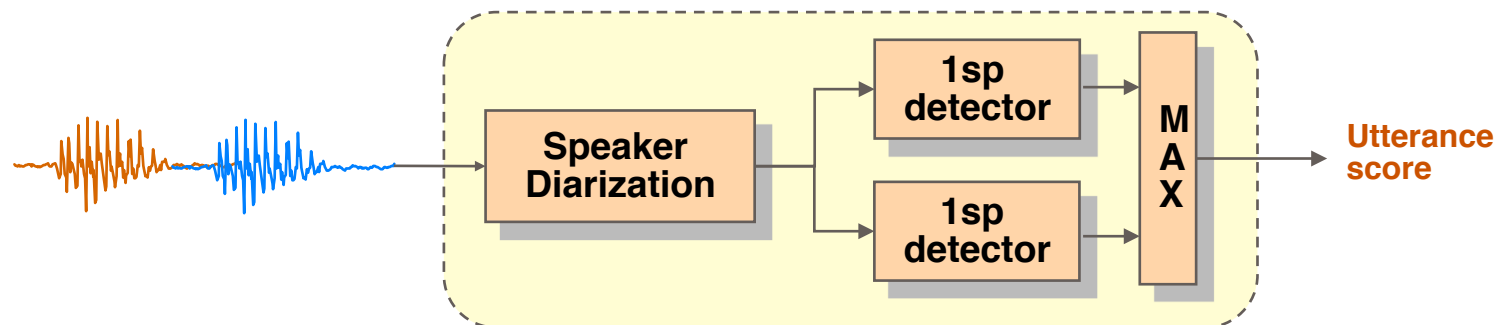 Speaker
Diarization
1sp
detector
1sp
detector
M
A
X
Utterance
score